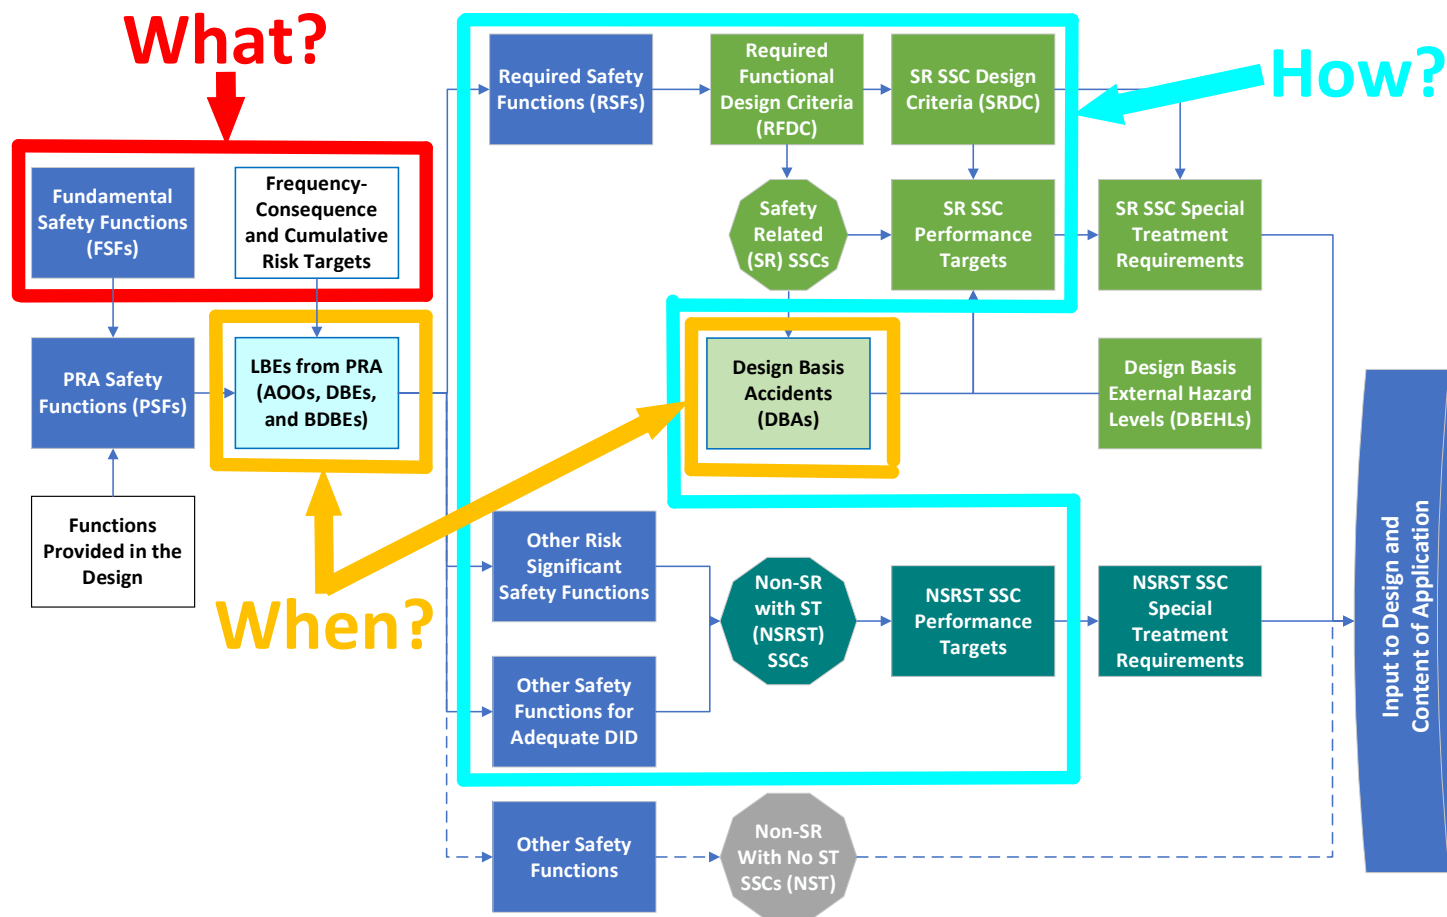 What?
How?
Required Safety
Functions (RSFs)
Required
Functional
Design Criteria
(RFDC)
SR SSC Design
Criteria (SRDC)
Fundamental
Safety Functions
(FSFs)
Frequency-
Consequence
and Cumulative
Risk Targets
Safety
Related
(SR) SSCs
SR SSC
Performance
Targets
SR SSC Special
Treatment
Requirements
PRA Safety
Functions (PSFs)
LBEs from PRA
(AOOs, DBEs,
and BDBEs)
Design Basis
Accidents
(DBAs)
Design Basis
External Hazard
Levels (DBEHLs)
Functions
Provided in the
Design
When?
Other Risk
Significant
Safety Functions
Non-SR
with ST
(NSRST)
SSCs
NSRST SSC
Performance
Targets
NSRST SSC
Special
Treatment
Requirements
Other Safety
Functions for
Adequate DID
Other Safety
Functions
Non-SR
With No ST
SSCs (NST)
Input to Design and
Content of Application